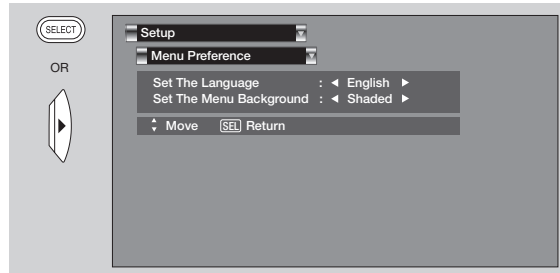 SELECT
OR
Setup
Menu Preference
Set The Language : ◄ English ►
Set The Menu Background : ◄ Shaded ►
Move SEL Return